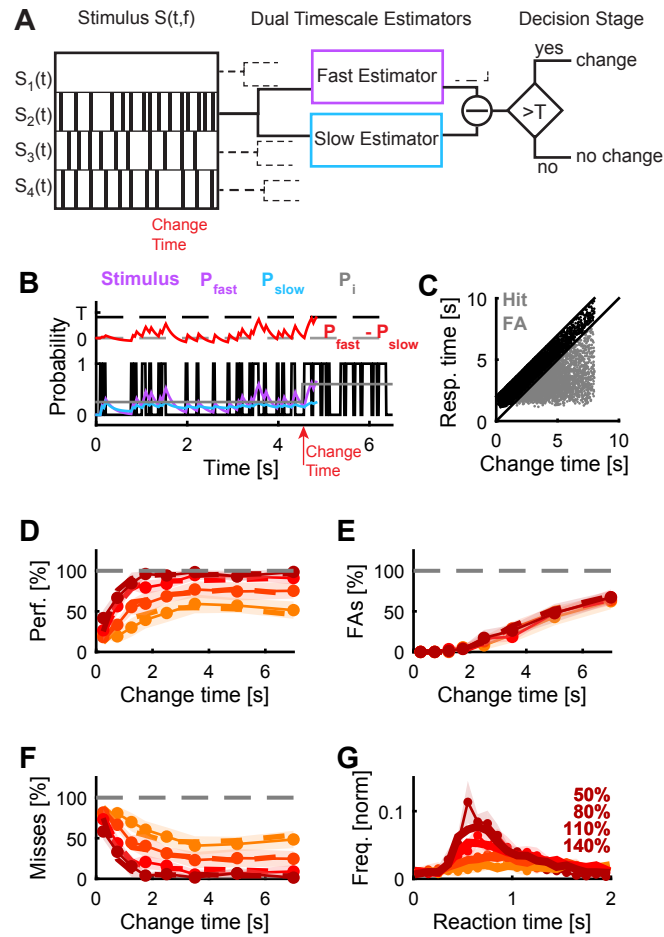 A
Stimulus S(t,f)
Dual Timescale Estimators
Decision Stage
S1(t)
S2(t)
S3(t)
S4(t)
Fast Estimator
Slow Estimator
>T
yes
change
no
no change
Change
Time
B
Stimulus Pfast Pslow Pi
T
0
Pfast - Pslow
Probability
1
0
0 2 4 6
Time [s]
Change
Time
C
Hit
FA
Resp. time [s]
10
5
0
0 5 10
Change time [s]
D
Perf. [%]
100
50
0
0 2 4 6
Change time [s]
E
FAs [%]
100
50
0
0 2 4 6
Change time [s]
F
Misses [%]
100
50
0
0 2 4 6
Change time [s]
G
Freq. [norm]
0.1
0
0 1 2
50%
80%
110%
140%
Reaction time [s]